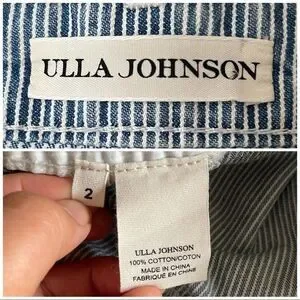 ULLA JOHNSON
2
ULLA JOHNSON
100% COTTON/COTON
MADE IN CHINA
FABRIQUÉ EN CHINE